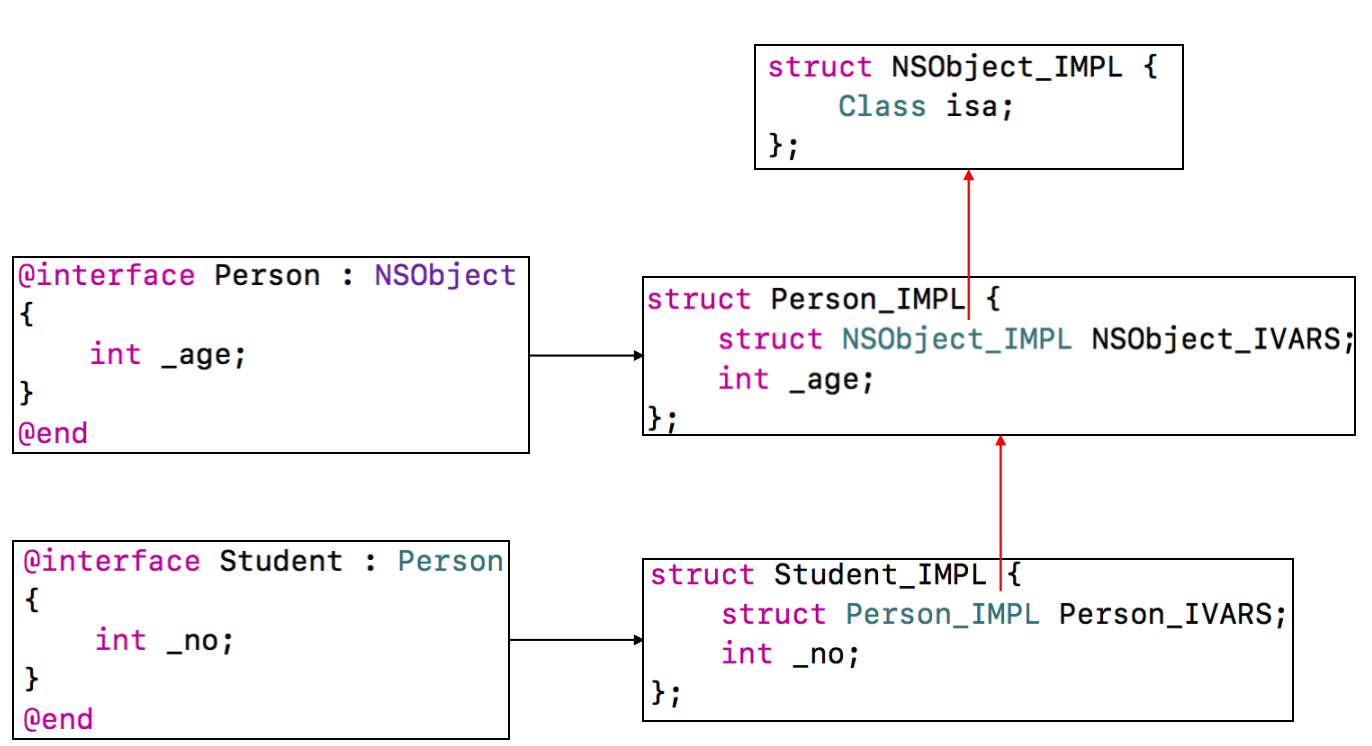 struct NSObject_IMPL {
    Class isa;
};
@interface Person : NSObject
{
    int _age;
}
@end
struct Person_IMPL {
    struct NSObject_IMPL NSObject_IVARS;
    int _age;
};
@interface Student : Person
{
    int _no;
}
@end
struct Student_IMPL {
    struct Person_IMPL Person_IVARS;
    int _no;
};